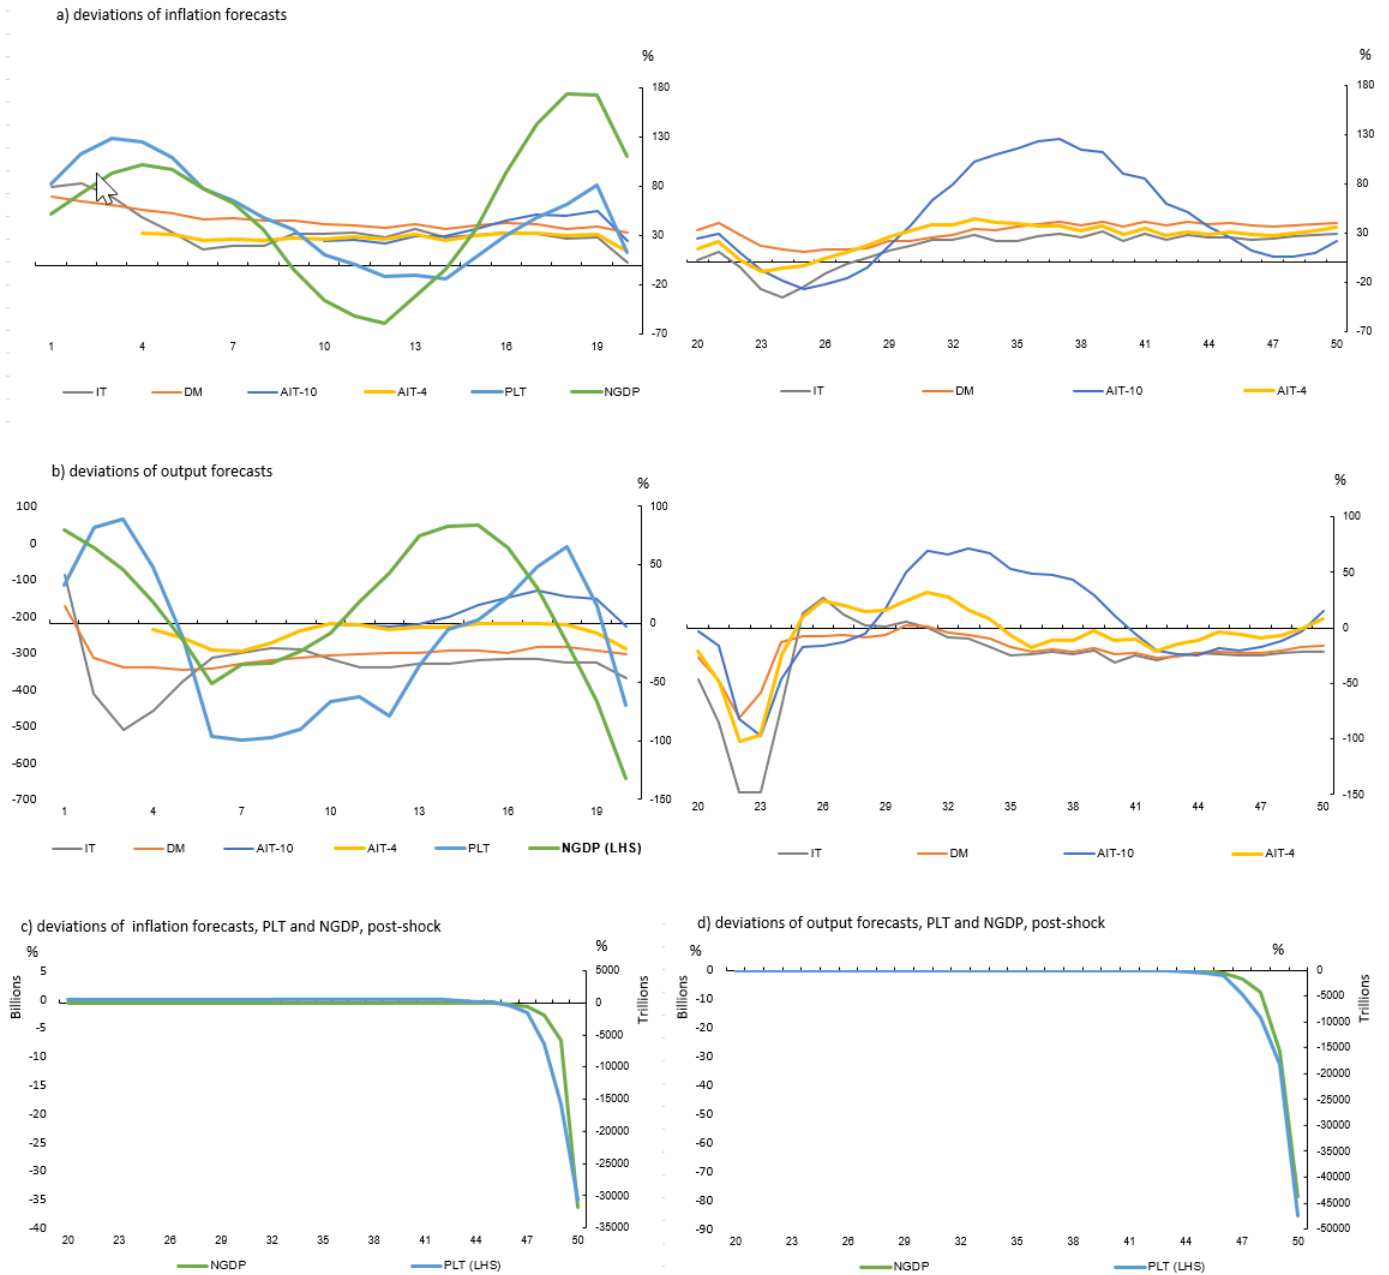 a) deviations of inflation forecasts
% %
180 180
130 130
80 80
30 30
-20 -20
-70 -70
1 4 7 10 13 16 19 20 23 26 29 32 35 38 41 44 47 50
IT DM AIT-10 AIT-4 PLT NGDP IT DM AIT-10 AIT-4
b) deviations of output forecasts
% %
100 100 100
0
50 50
-100
-200 0 0
-300
-50 -50
-400
-500 -100 -100
-600
-700 -150 -150
1 4 7 10 13 16 19 20 23 26 29 32 35 38 41 44 47 50
IT DM AIT-10 AIT-4 PLT NGDP (LHS) IT DM AIT-10 AIT-4
c) deviations of inflation forecasts, PLT and NGDP, post-shock
% %
Billions
5 0 -5 -10 -15 -20 -25 -30 -35 -40
5000 0 -5000 -10000 -15000 -20000 -25000 -30000 -35000
Trillions
20 23 26 29 32 35 38 41 44 47 50
NGDP PLT (LHS)
d) deviations of output forecasts, PLT and NGDP, post-shock
% %
Billions
0 -10 -20 -30 -40 -50 -60 -70 -80 -90
0 -5000 -10000 -15000 -20000 -25000 -30000 -35000 -40000 -45000 -50000
Trillions
20 23 26 29 32 35 38 41 44 47 50
NGDP PLT (LHS)